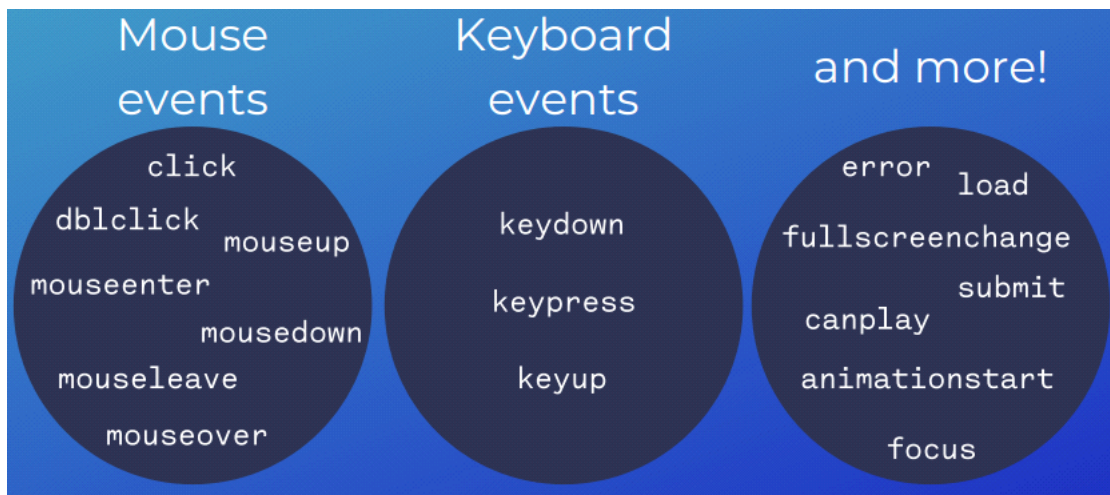 Mouse
events
click
dblclick
mouseup
mouseenter
mousedown
mouseleave
mouseover
Keyboard
events
keydown
keypress
keyup
and more!
error
load
fullscreenchange
submit
canplay
animationstart
focus